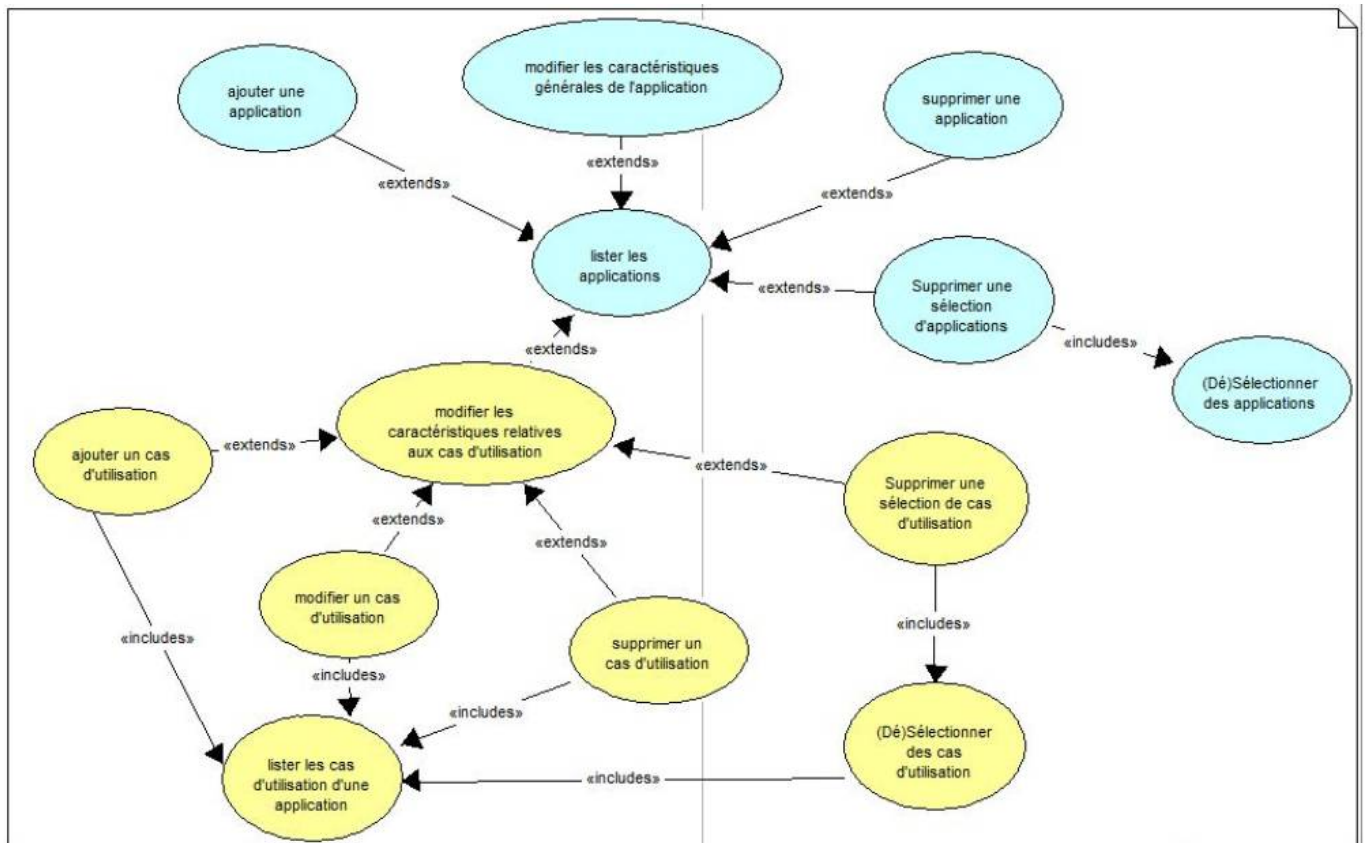 modifier les caractéristiques
générales de l'application
ajouter une
application
supprimer une
application
«extends»
«extends»
«extends»
lister les
applications
«extends»
Supprimer une
sélection
d'applications
«includes»
«extends»
(Dé)Sélectionner
des applications
modifier les
caractéristiques relatives
aux cas d'utilisation
ajouter un cas
d'utilisation
«extends»
«extends»
Supprimer une
sélection de cas
d'utilisation
«extends»
«extends»
modifier un cas
d'utilisation
«includes»
«includes»
supprimer un
cas d'utilisation
«includes»
«includes»
(Dé)Sélectionner
des cas
d'utilisation
lister les cas
d'utilisation d'une
application
«includes»